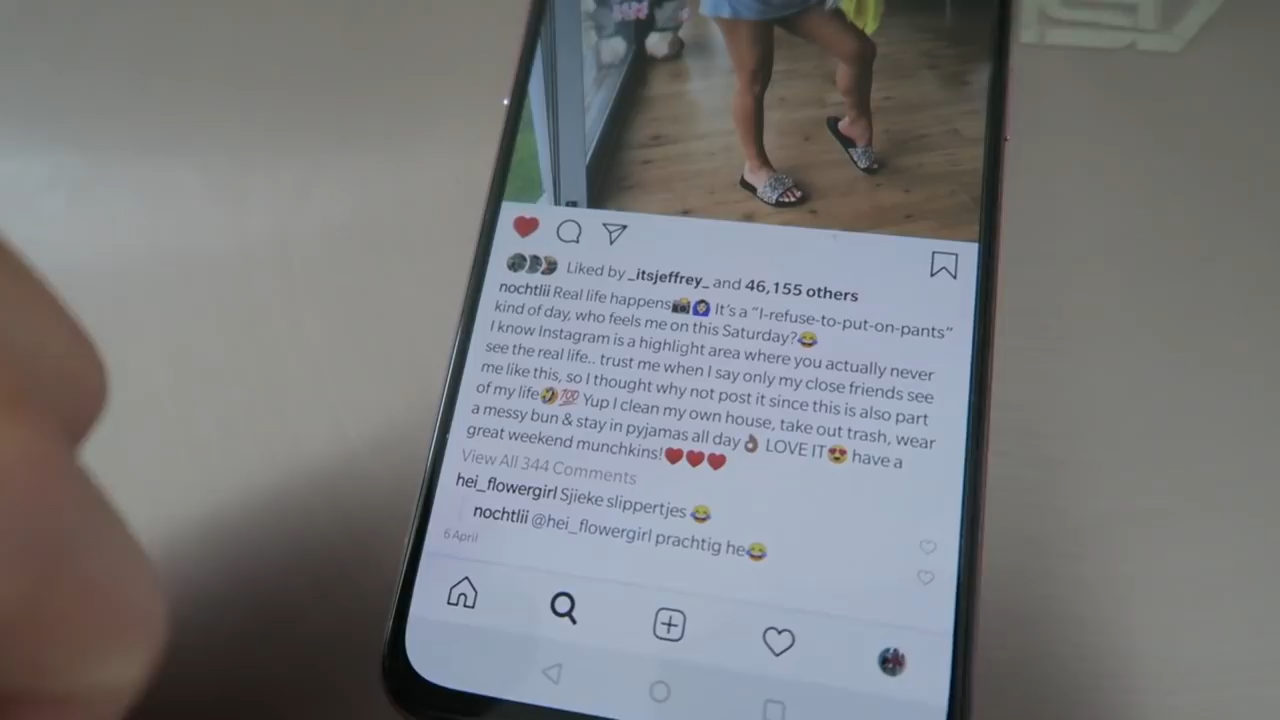 Liked by _itsjeffrey_ and 46,155 others
nochtlii Real life happens📸🙆🏻‍♀️ It's a "I-refuse-to-put-on-pants"
kind of day, who feels me on this Saturday?😂
I know Instagram is a highlight area where you actually never
see the real life.. trust me when I say only my close friends see
me like this, so I thought why not post it since this is also part
of my life🤣💯 Yup I clean my own house, take out trash, wear
a messy bun & stay in pyjamas all day👌🏾 LOVE IT😍 have a
great weekend munchkins!❤️❤️❤️
View All 344 Comments
hei_flowergirl Sjieke slippertjes 😂
nochtlii @hei_flowergirl prachtig he😂
6 April